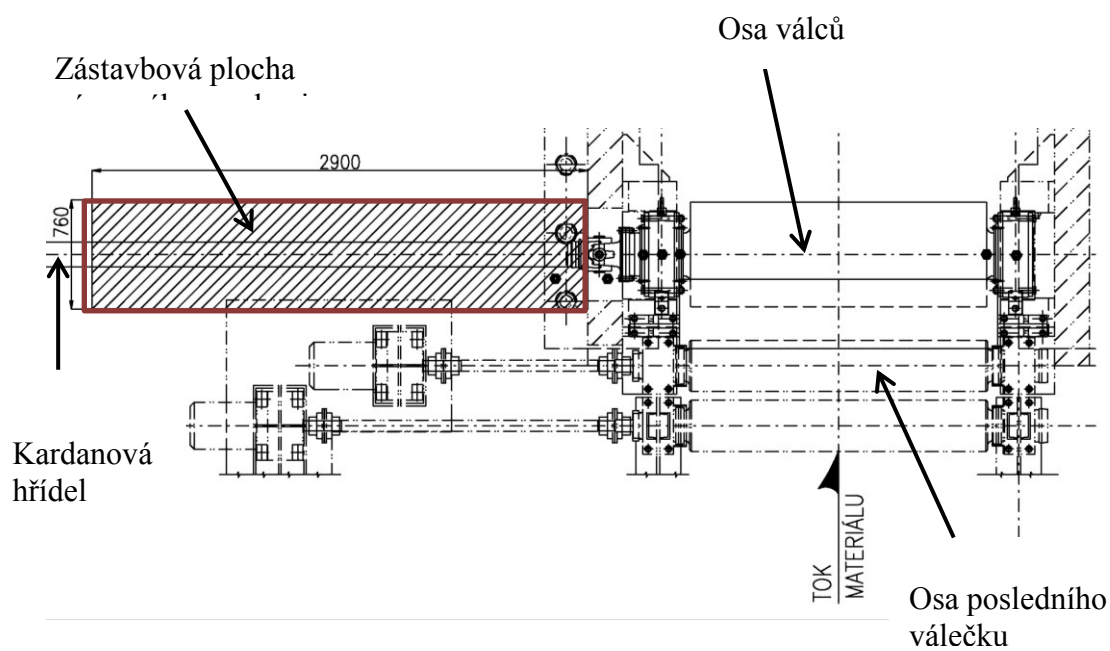 Osa válců
Zástavbová plocha
2900
760
Kardanová
hřídel
TOK
MATERIÁLU
Osa posledního
válečku